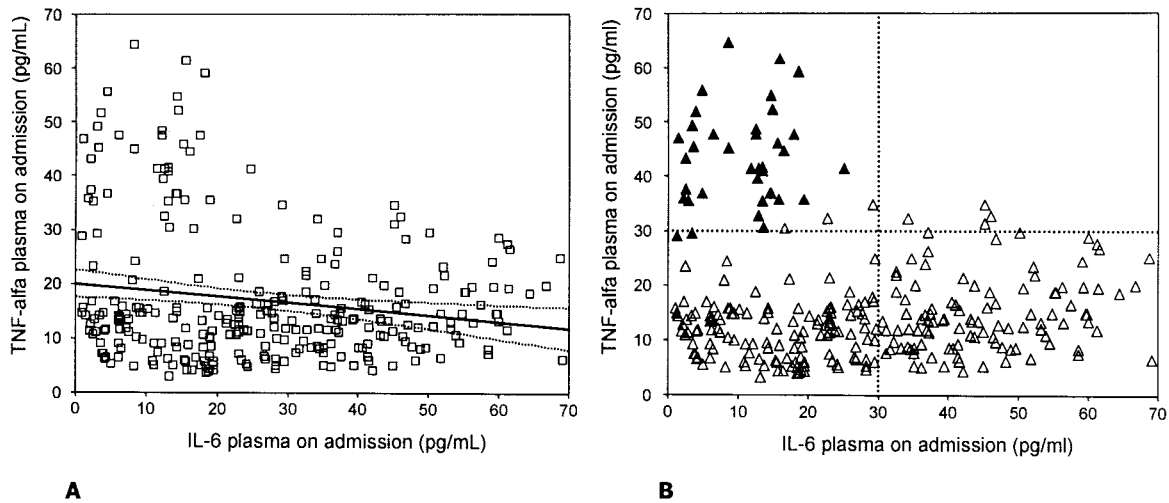 TNF-alfa plasma on admission (pg/mL)
70
60
50
40
30
20
10
0
0 10 20 30 40 50 60 70
IL-6 plasma on admission (pg/mL)
A
TNF-alfa plasma on admission (pg/ml)
70
60
50
40
30
20
10
0
0 10 20 30 40 50 60 70
IL-6 plasma on admission (pg/ml)
B